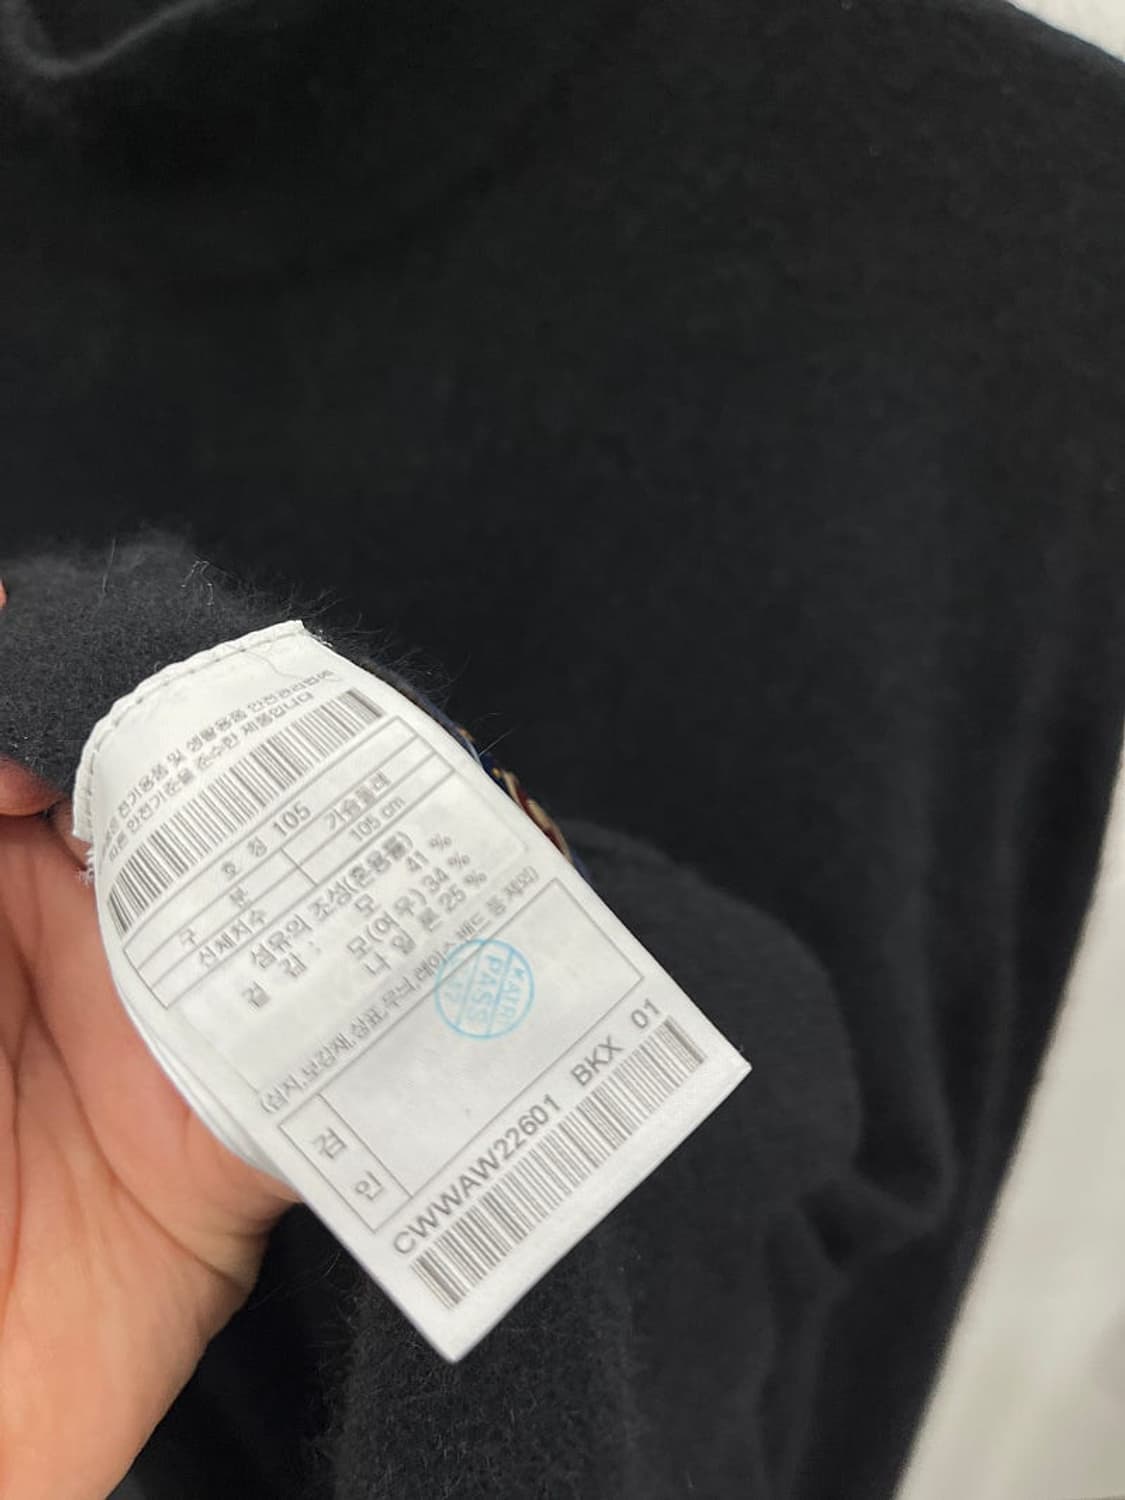 전기용품 및 생활용품 안전관리법에
따른 안전기준을 준수한 제품입니다
호칭 105
구분 가슴둘레
신체치수 105 cm
섬유의 조성(혼용률)
겉감 : 모 41 %
모(여우) 34 %
나일론 25 %
(심지,보강재,상표,무늬,레이스,밴드 등 제외)
PASS
검
인
CWWAW22601 BKX 01